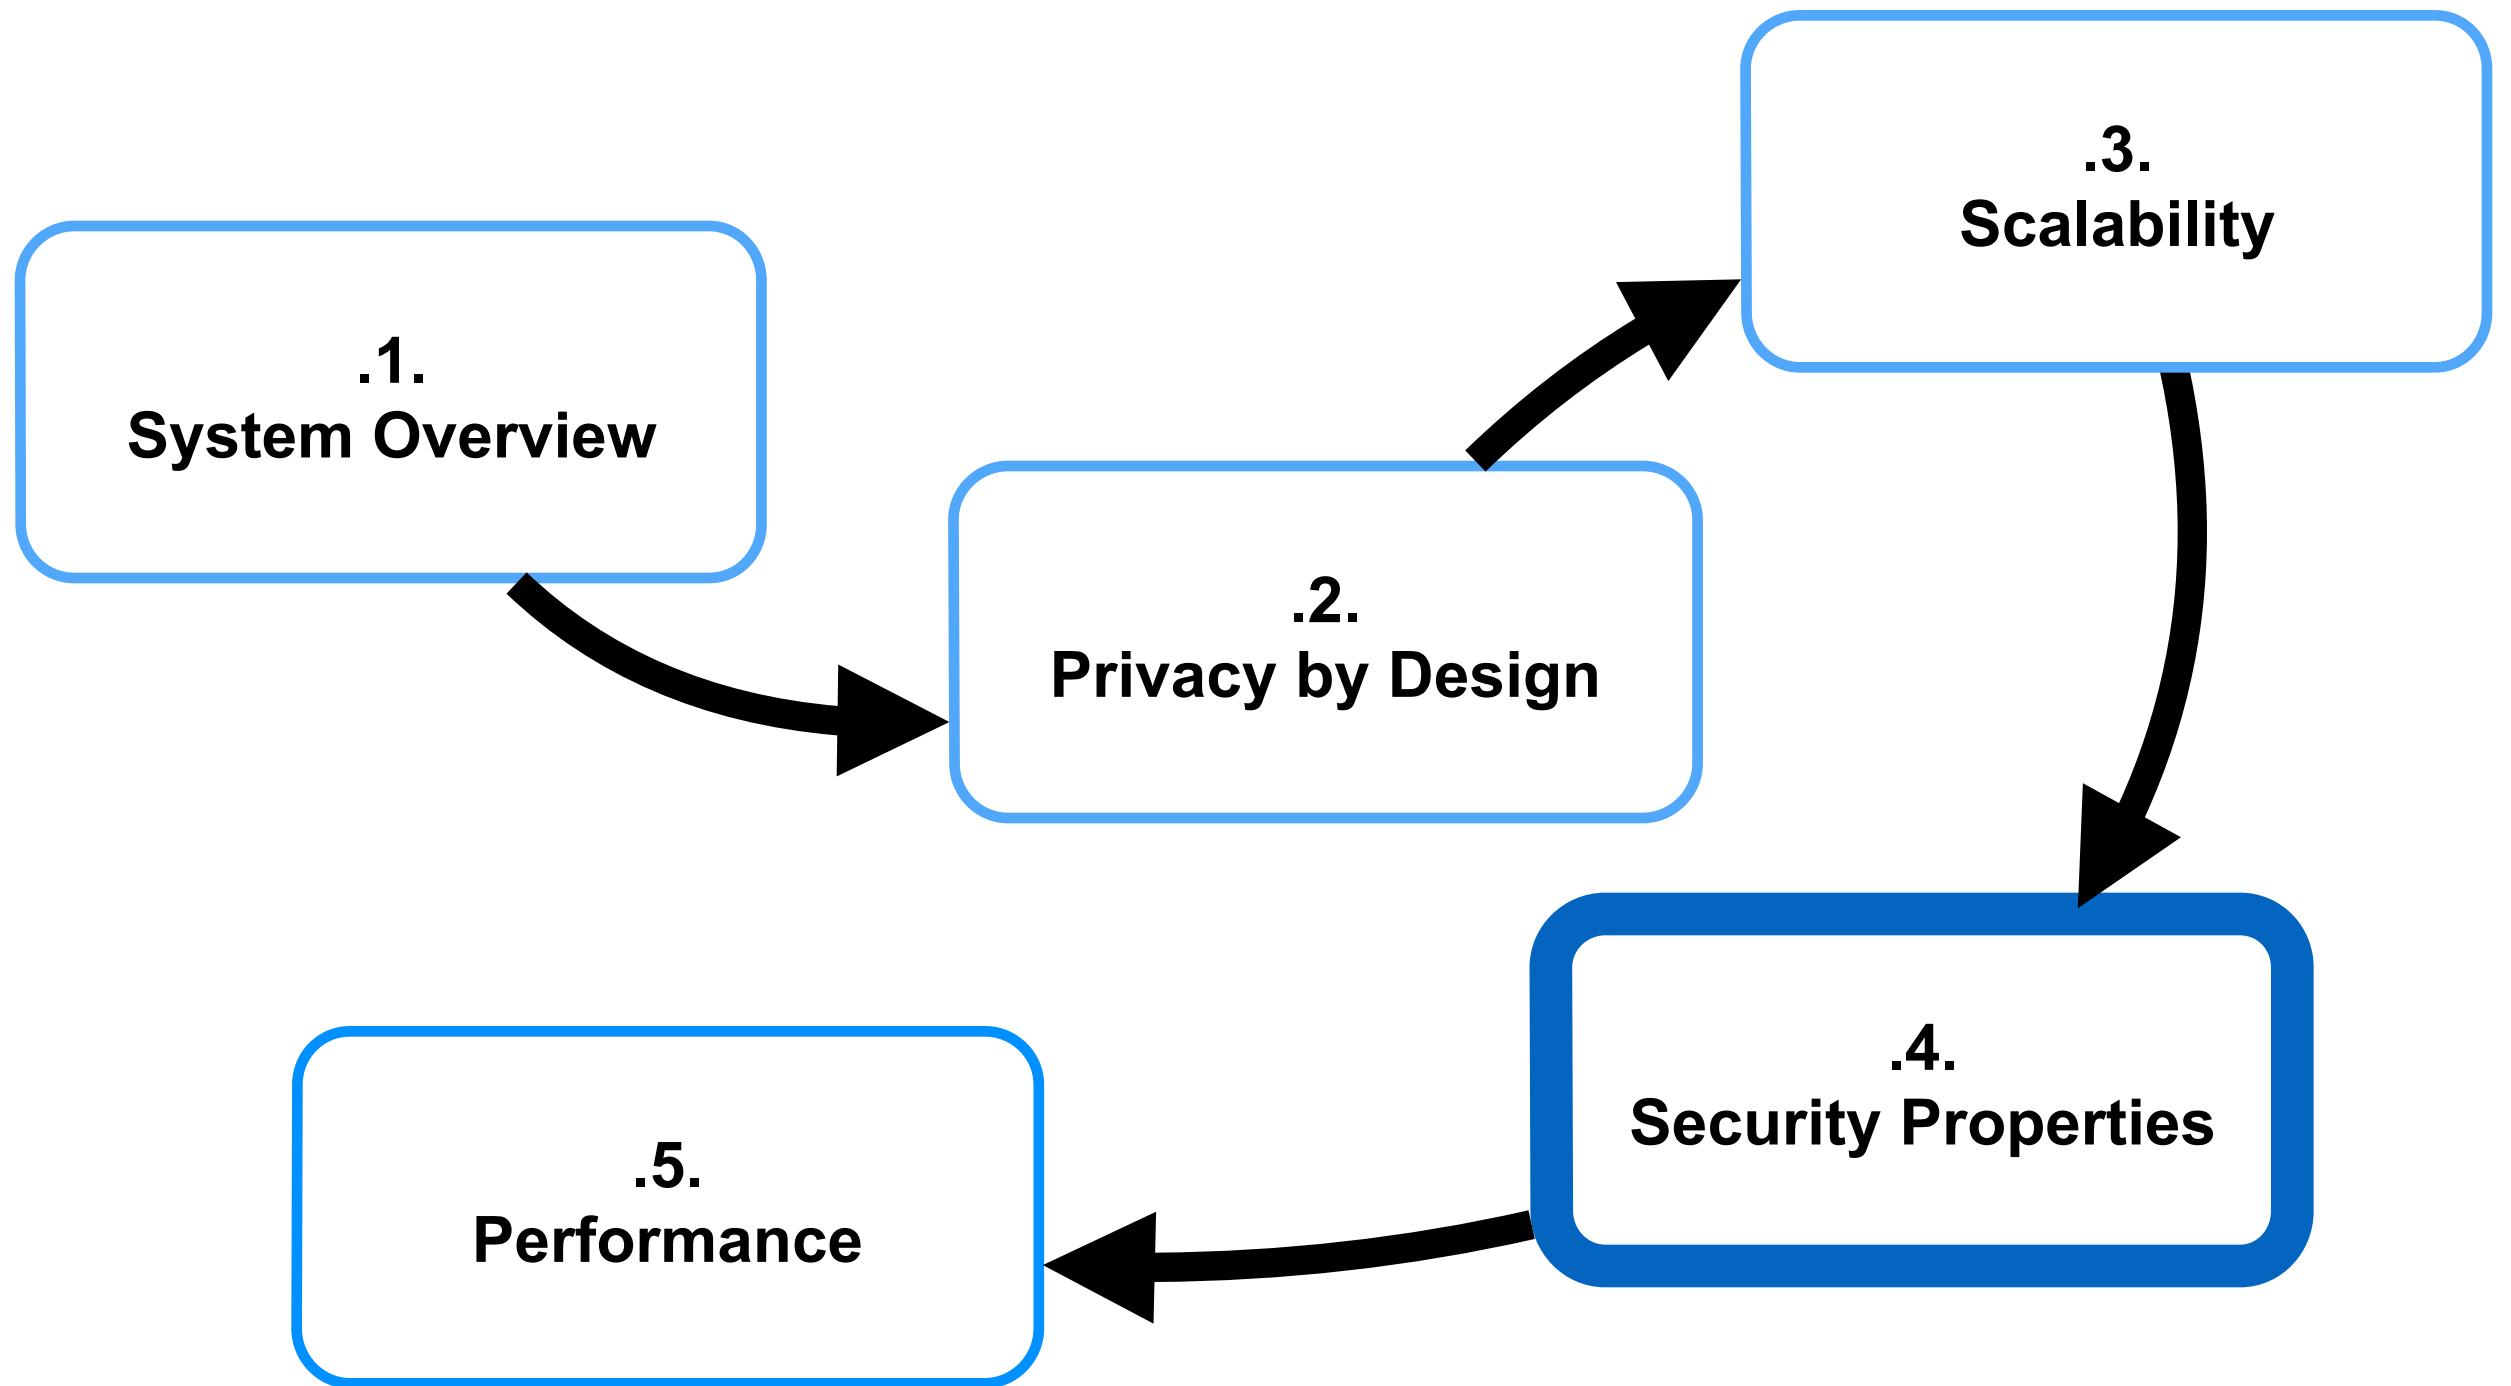 .1.
System Overview
.2.
Privacy by Design
.3.
Scalability
.4.
Security Properties
.5.
Performance